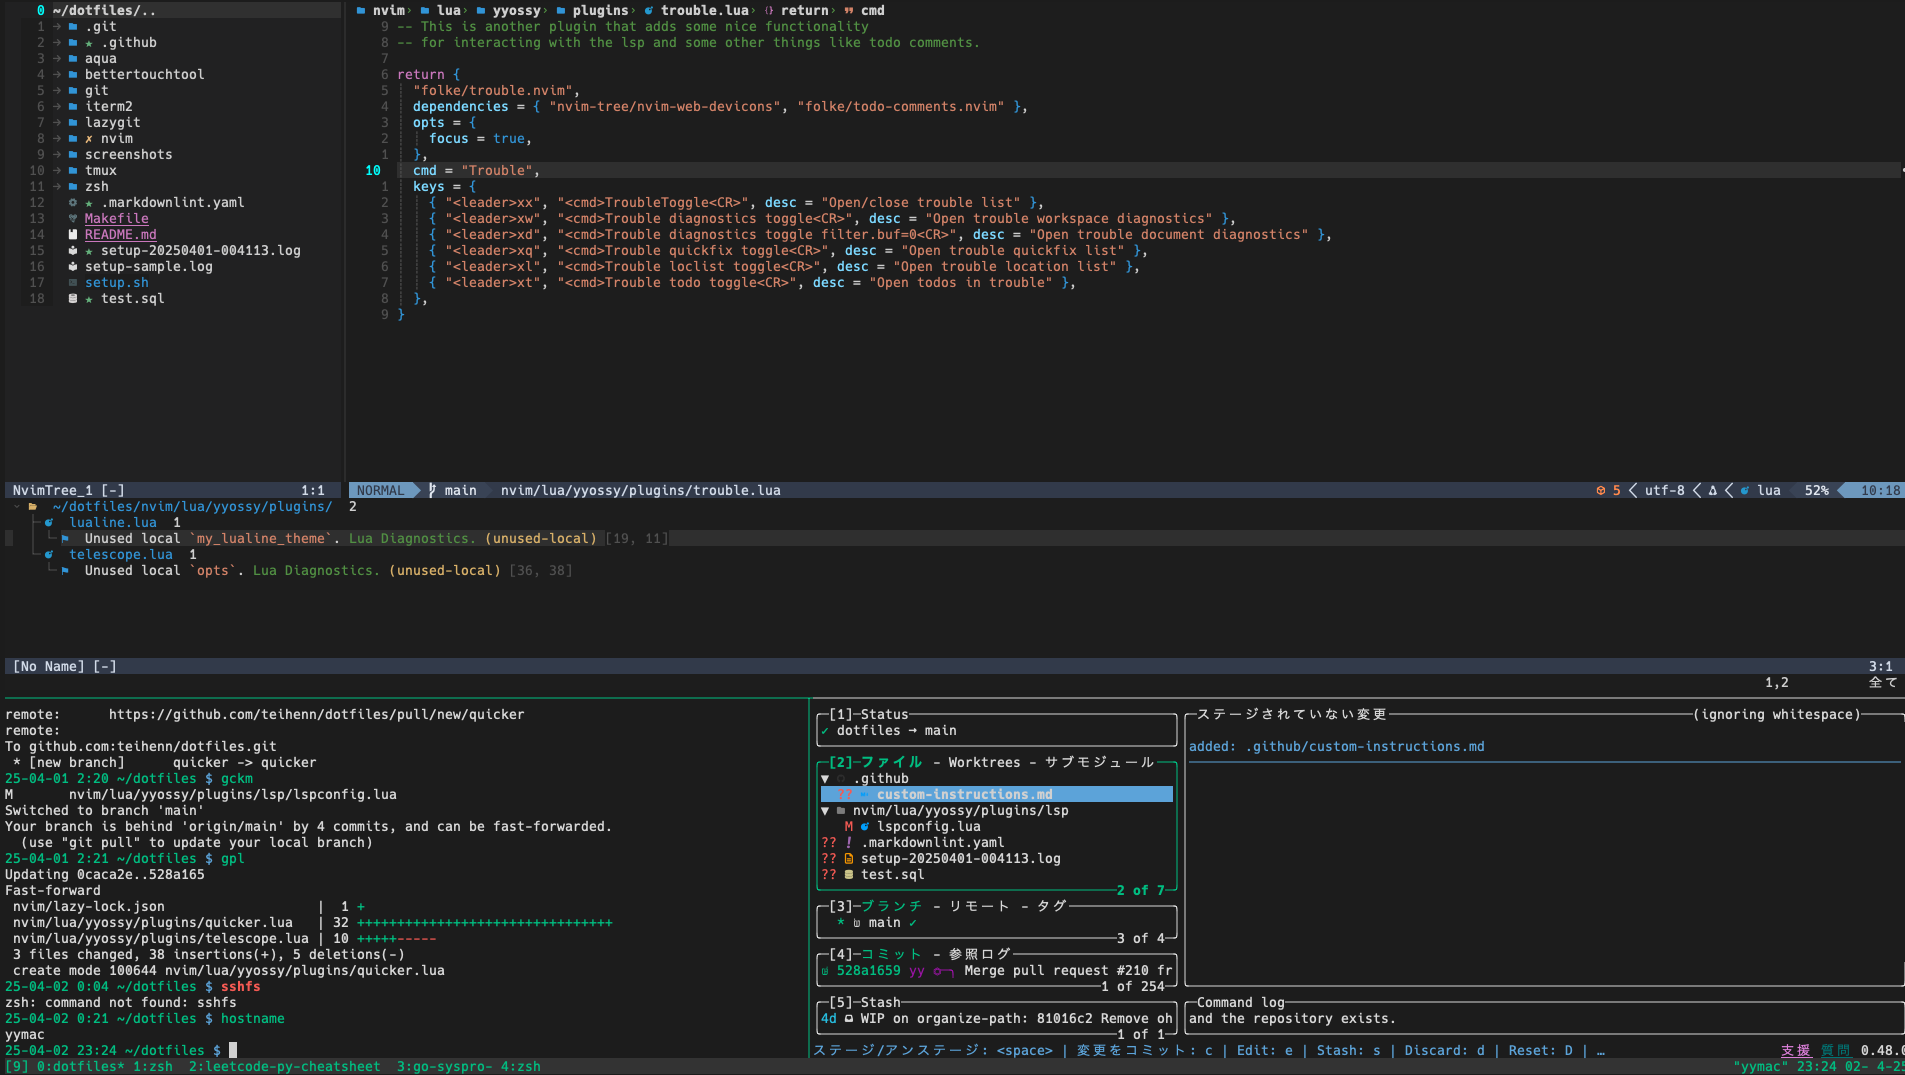 0 ~/dotfiles/..
1 .git
2 ★ .github
3 aqua
4 bettertouchtool
5 git
6 iterm2
7 lazygit
8 ✗ nvim
9 screenshots
10 tmux
11 zsh
12 ★ .markdownlint.yaml
13 Makefile
14 README.md
15 ★ setup-20250401-004113.log
16 setup-sample.log
17 setup.sh
18 ★ test.sql
NvimTree_1 [-] 1:1
nvim› lua› yyossy› plugins› trouble.lua› {} return› cmd
9 -- This is another plugin that adds some nice functionality
8 -- for interacting with the lsp and some other things like todo comments.
7
6 return {
5 "folke/trouble.nvim",
4 dependencies = { "nvim-tree/nvim-web-devicons", "folke/todo-comments.nvim" },
3 opts = {
2 focus = true,
1 },
10 cmd = "Trouble",
1 keys = {
2 { "<leader>xx", "<cmd>TroubleToggle<CR>", desc = "Open/close trouble list" },
3 { "<leader>xw", "<cmd>Trouble diagnostics toggle<CR>", desc = "Open trouble workspace diagnostics" },
4 { "<leader>xd", "<cmd>Trouble diagnostics toggle filter.buf=0<CR>", desc = "Open trouble document diagnostics" },
5 { "<leader>xq", "<cmd>Trouble quickfix toggle<CR>", desc = "Open trouble quickfix list" },
6 { "<leader>xl", "<cmd>Trouble loclist toggle<CR>", desc = "Open trouble location list" },
7 { "<leader>xt", "<cmd>Trouble todo toggle<CR>", desc = "Open todos in trouble" },
8 },
9 }
NORMAL main nvim/lua/yyossy/plugins/trouble.lua 5 utf-8 lua 52% 10:18
~/dotfiles/nvim/lua/yyossy/plugins/ 2
lualine.lua 1
Unused local `my_lualine_theme`. Lua Diagnostics. (unused-local) [19, 11]
telescope.lua 1
Unused local `opts`. Lua Diagnostics. (unused-local) [36, 38]
[No Name] [-] 3:1
1,2 全て
remote: https://github.com/teihenn/dotfiles/pull/new/quicker
remote:
To github.com:teihenn/dotfiles.git
* [new branch] quicker -> quicker
25-04-01 2:20 ~/dotfiles $ gckm
M nvim/lua/yyossy/plugins/lsp/lspconfig.lua
Switched to branch 'main'
Your branch is behind 'origin/main' by 4 commits, and can be fast-forwarded.
(use "git pull" to update your local branch)
25-04-01 2:21 ~/dotfiles $ gpl
Updating 0caca2e..528a165
Fast-forward
nvim/lazy-lock.json | 1 +
nvim/lua/yyossy/plugins/quicker.lua | 32 ++++++++++++++++++++++++++++++++
nvim/lua/yyossy/plugins/telescope.lua | 10 +++++-----
3 files changed, 38 insertions(+), 5 deletions(-)
create mode 100644 nvim/lua/yyossy/plugins/quicker.lua
25-04-02 0:04 ~/dotfiles $ sshfs
zsh: command not found: sshfs
25-04-02 0:21 ~/dotfiles $ hostname
yymac
25-04-02 23:24 ~/dotfiles $
[1]-Status
✓ dotfiles → main
[2]-ファイル - Worktrees - サブモジュール
▼ .github
?? custom-instructions.md
▼ nvim/lua/yyossy/plugins/lsp
M lspconfig.lua
?? ! .markdownlint.yaml
?? setup-20250401-004113.log
?? test.sql
2 of 7
[3]-ブランチ - リモート - タグ
* main ✓
3 of 4
[4]-コミット - 参照ログ
528a1659 yy Merge pull request #210 fr
1 of 254
[5]-Stash
4d WIP on organize-path: 81016c2 Remove oh
1 of 1
ステージされていない変更 (ignoring whitespace)
added: .github/custom-instructions.md
Command log
and the repository exists.
ステージ/アンステージ: <space> | 変更をコミット: c | Edit: e | Stash: s | Discard: d | Reset: D | … 支援 質問 0.48.0
[9] 0:dotfiles* 1:zsh 2:leetcode-py-cheatsheet 3:go-syspro- 4:zsh "yymac" 23:24 02- 4-25